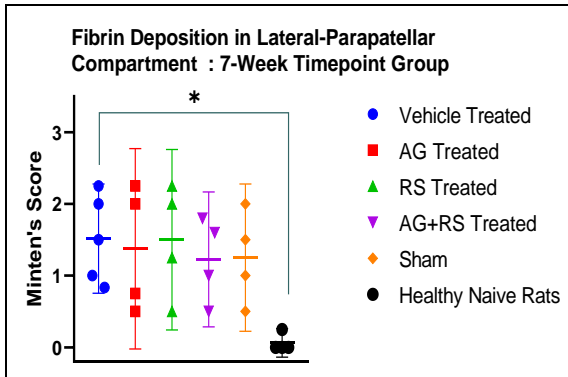 Fibrin Deposition in Lateral-Parapatellar
Compartment : 7-Week Timepoint Group
*
3
2
1
0
Minten's Score
Vehicle Treated
AG Treated
RS Treated
AG+RS Treated
Sham
Healthy Naive Rats